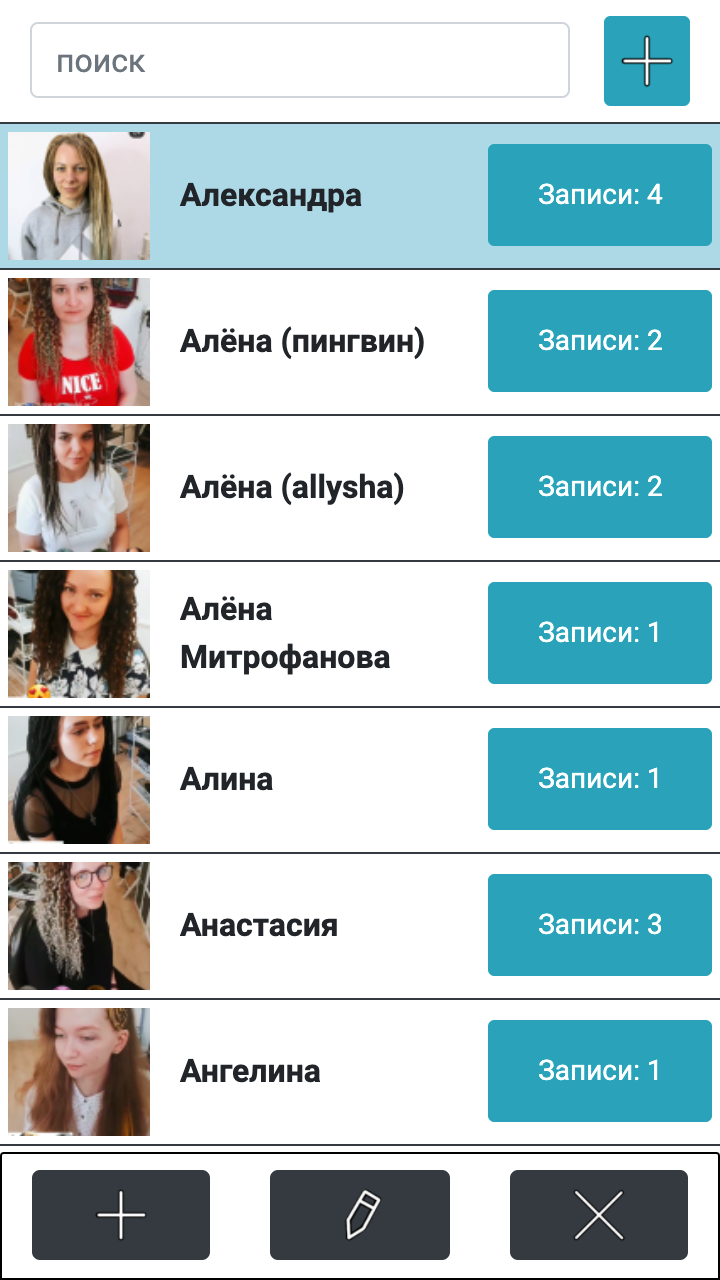 поиск
Александра
Записи: 4
Алёна (пингвин)
Записи: 2
NICE
Алёна (allysha)
Записи: 2
Алёна
Митрофанова
Записи: 1
Алина
Записи: 1
Анастасия
Записи: 3
Ангелина
Записи: 1